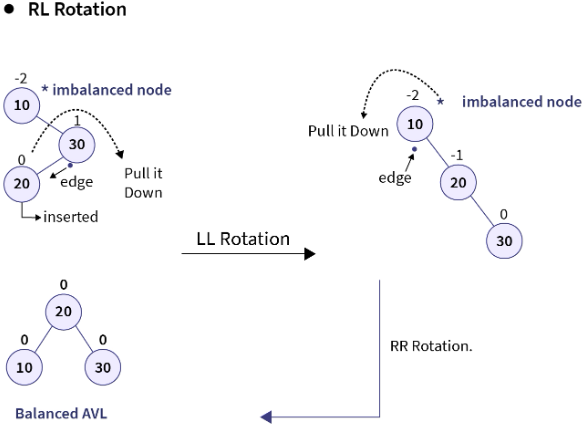 ● RL Rotation
-2
* imbalanced node
10
1
30
0
20
edge
Pull it
Down
inserted
LL Rotation
-2
* imbalanced node
10
Pull it Down
edge
-1
20
0
30
RR Rotation.
0
20
0
10
0
30
Balanced AVL